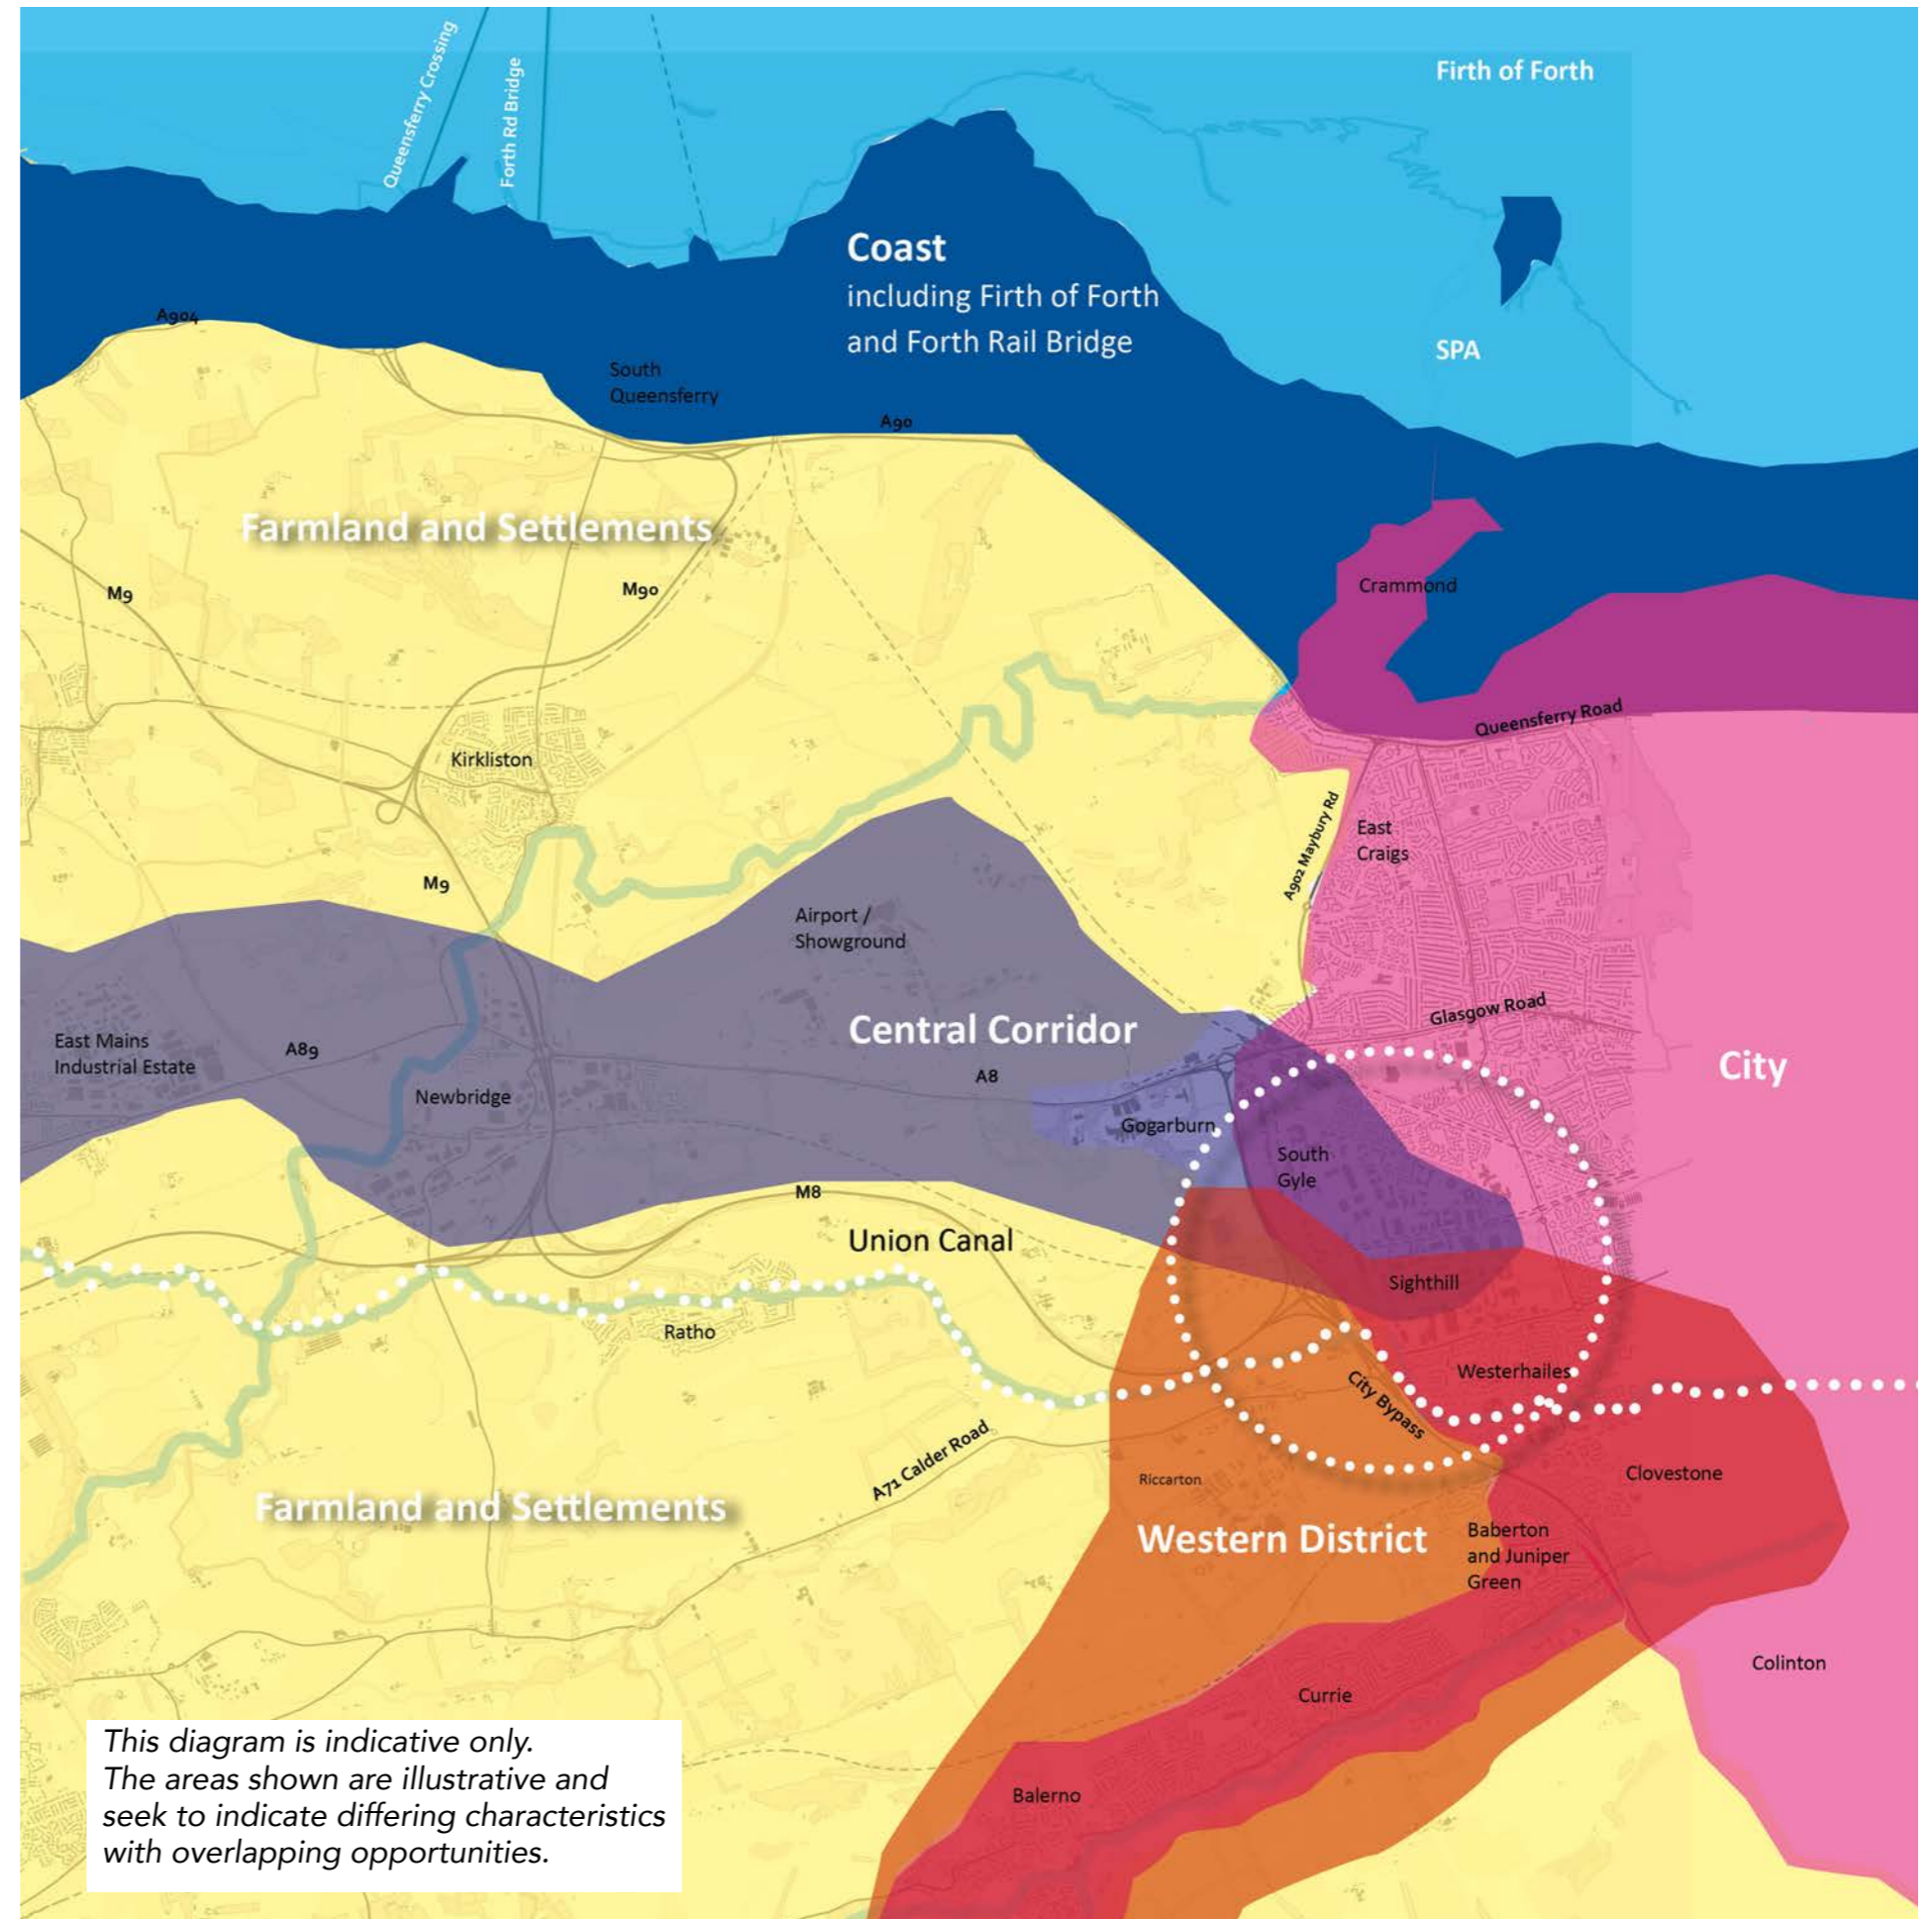 Queensferry Crossing
Forth Rd Bridge
Firth of Forth
Coast
including Firth of Forth
and Forth Rail Bridge
SPA
A904
South
Queensferry
A90
Farmland and Settlements
M9
M90
Crammond
Queensferry Road
Kirkliston
A902 Maybury Rd
East
Craigs
M9
Airport /
Showground
Central Corridor
Glasgow Road
East Mains
Industrial Estate
A89
City
A8
Newbridge
Gogarburn
South
Gyle
M8
Union Canal
Sighthill
Ratho
Westerhailes
City Bypass
A71 Calder Road
Riccarton
Clovestone
Farmland and Settlements
Western District
Baberton
and Juniper
Green
Colinton
Currie
Balerno
This diagram is indicative only.
The areas shown are illustrative and
seek to indicate differing characteristics
with overlapping opportunities.